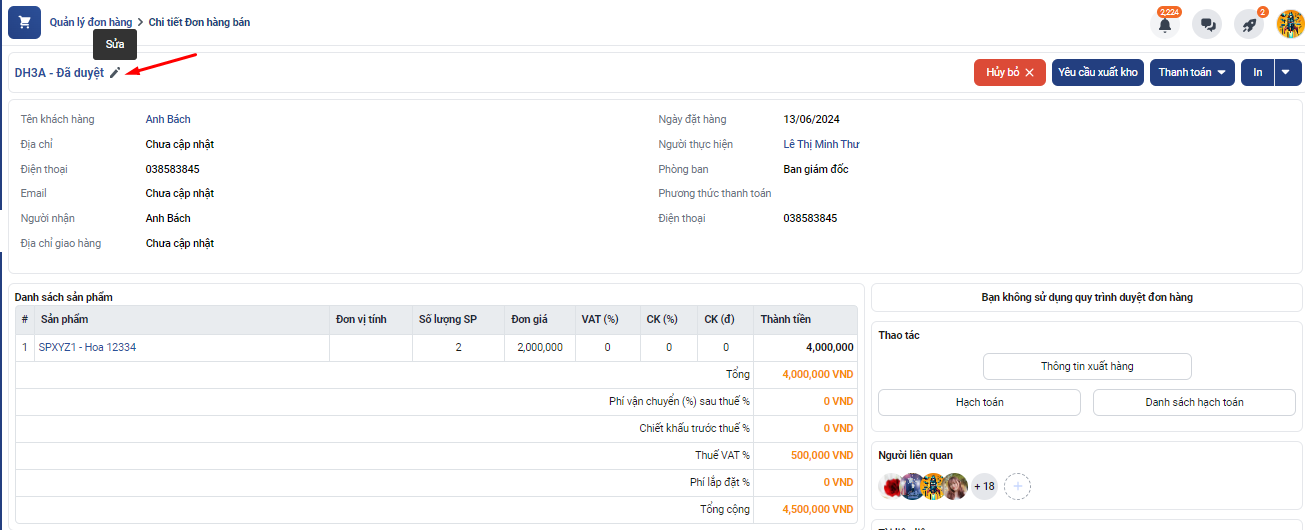 Quản lý đơn hàng > Chi tiết Đơn hàng bán
2,224
2
Sửa
DH3A - Đã duyệt
Hủy bỏ ✕
Yêu cầu xuất kho
Thanh toán
In
Tên khách hàng Anh Bách
Ngày đặt hàng 13/06/2024
Địa chỉ Chưa cập nhật
Người thực hiện Lê Thị Minh Thư
Điện thoại 038583845
Phòng ban Ban giám đốc
Email Chưa cập nhật
Phương thức thanh toán
Người nhận Anh Bách
Điện thoại 038583845
Địa chỉ giao hàng Chưa cập nhật
Danh sách sản phẩm
# Sản phẩm Đơn vị tính Số lượng SP Đơn giá VAT (%) CK (%) CK (đ) Thành tiền
1 SPXYZ1 - Hoa 12334 2 2,000,000 0 0 0 4,000,000
Tổng 4,000,000 VND
Phí vận chuyển (%) sau thuế % 0 VND
Chiết khấu trước thuế % 0 VND
Thuế VAT % 500,000 VND
Phí lắp đặt % 0 VND
Tổng cộng 4,500,000 VND
Bạn không sử dụng quy trình duyệt đơn hàng
Thao tác
Thông tin xuất hàng
Hạch toán
Danh sách hạch toán
Người liên quan
+ 18